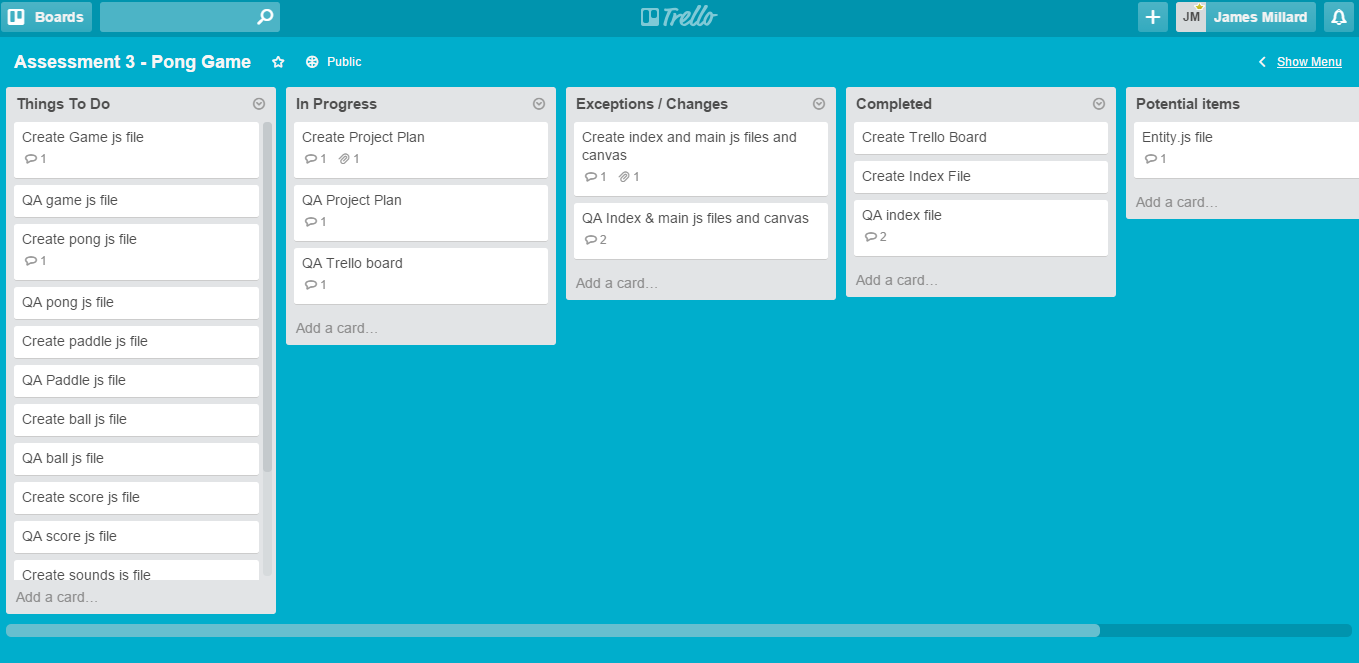 Boards
Trello
JM
James Millard
Assessment 3 - Pong Game
Public
Show Menu
Things To Do
Create Game js file
1
QA game js file
Create pong js file
1
QA pong js file
Create paddle js file
QA Paddle js file
Create ball js file
QA ball js file
Create score js file
QA score js file
Create sounds js file
Add a card…
In Progress
Create Project Plan
1 1
QA Project Plan
1
QA Trello board
1
Add a card…
Exceptions / Changes
Create index and main js files and
canvas
1 1
QA Index & main js files and canvas
2
Add a card…
Completed
Create Trello Board
Create Index File
QA index file
2
Add a card…
Potential items
Entity.js file
1
Add a card…